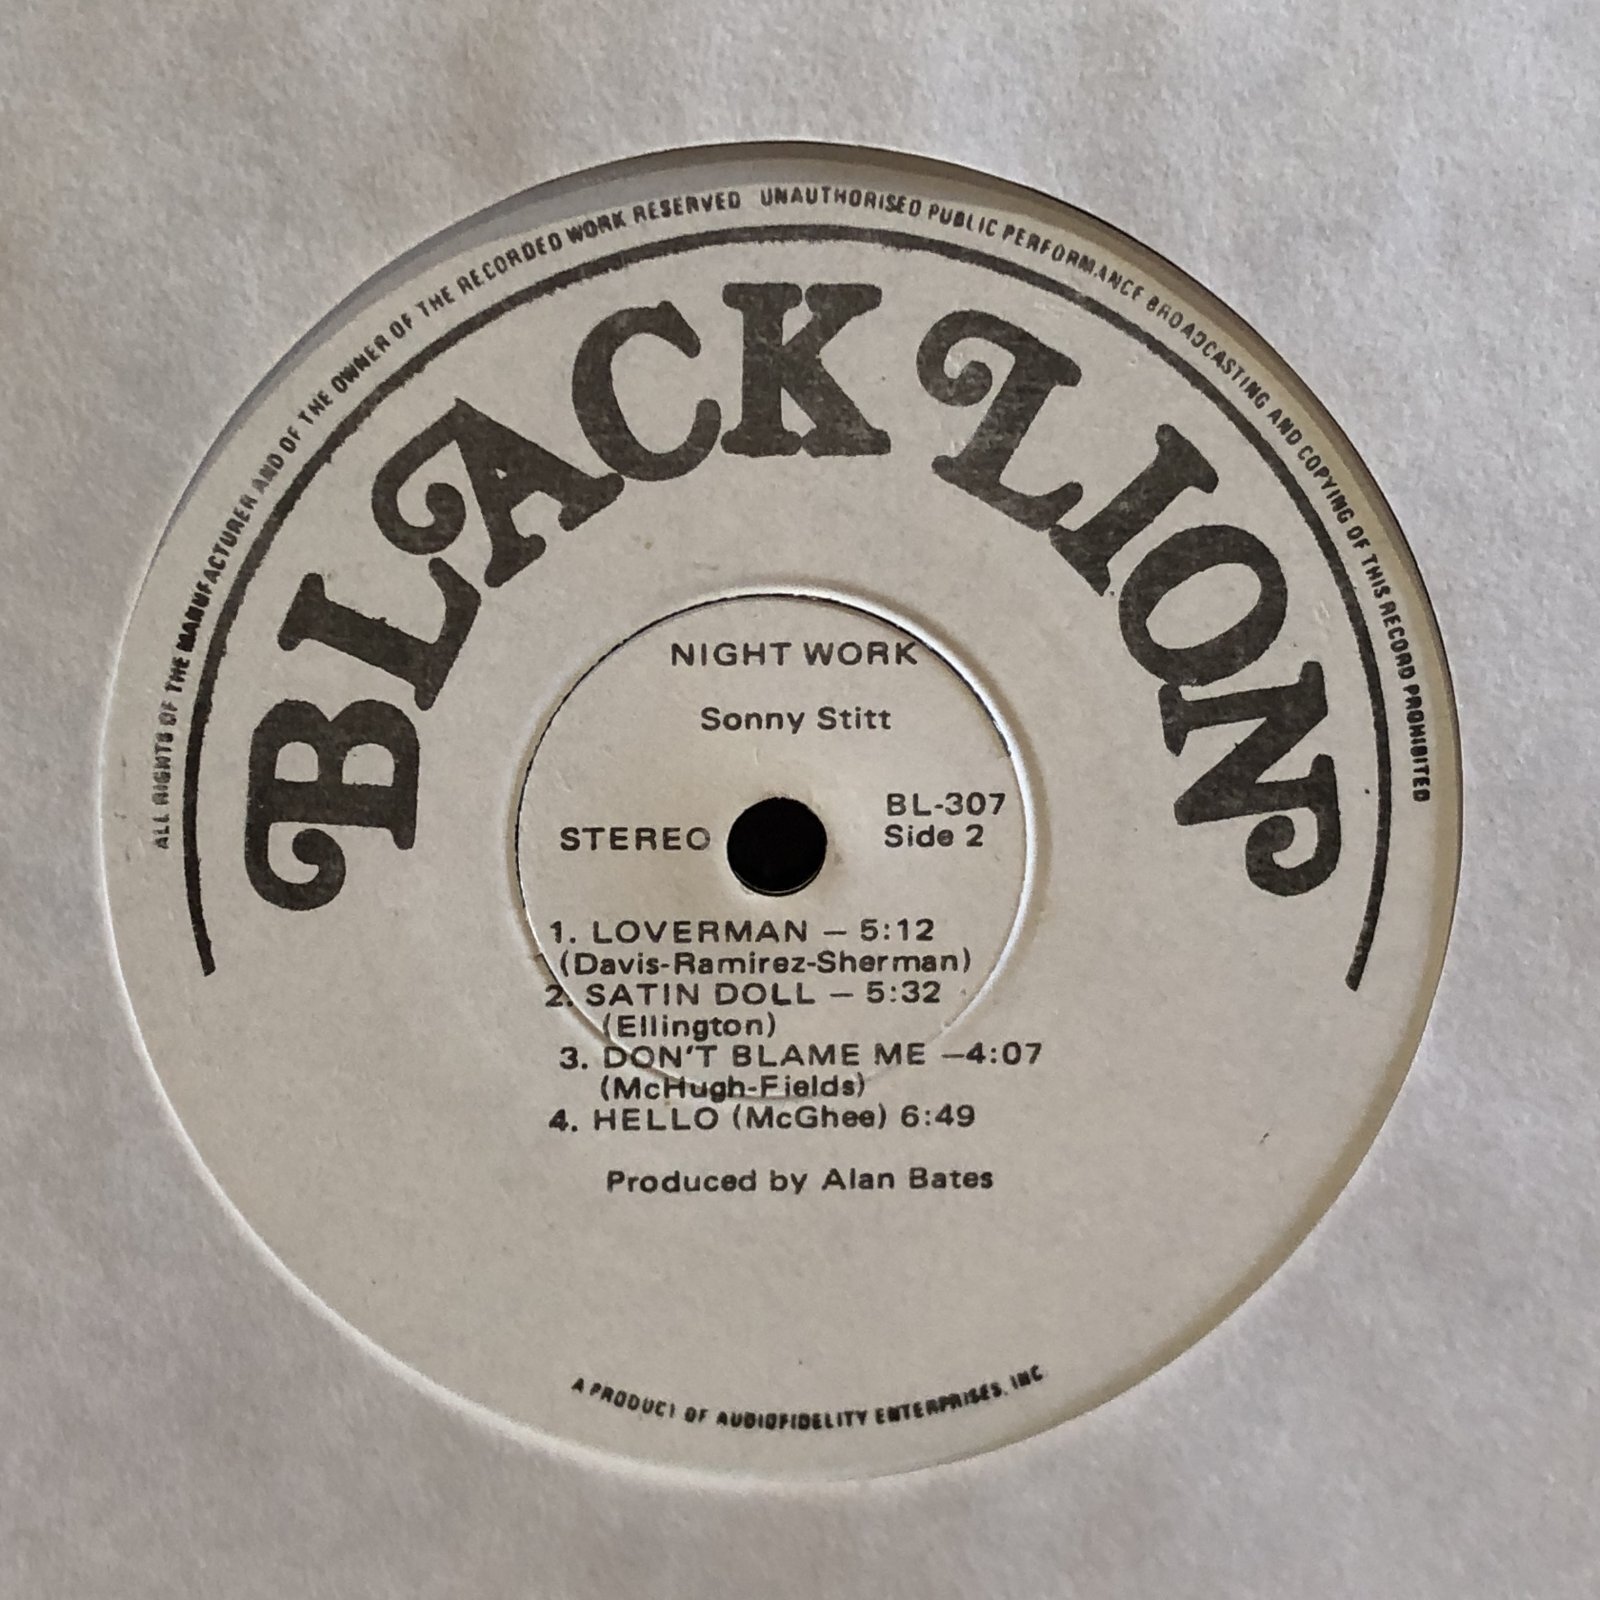 ALL RIGHTS OF THE MANUFACTURER AND OF THE OWNER OF THE RECORDED WORK RESERVED UNAUTHORISED PUBLIC PERFORMANCE BROADCASTING AND COPYING OF THIS RECORD PROHIBITED
BLACK LION
NIGHT WORK
Sonny Stitt
STEREO
BL-307
Side 2
1. LOVERMAN – 5:12
(Davis-Ramirez-Sherman)
2. SATIN DOLL – 5:32
(Ellington)
3. DON'T BLAME ME –4:07
(McHugh-Fields)
4. HELLO (McGhee) 6:49
Produced by Alan Bates
A PRODUCT OF AUDIOFIDELITY ENTERPRISES, INC.